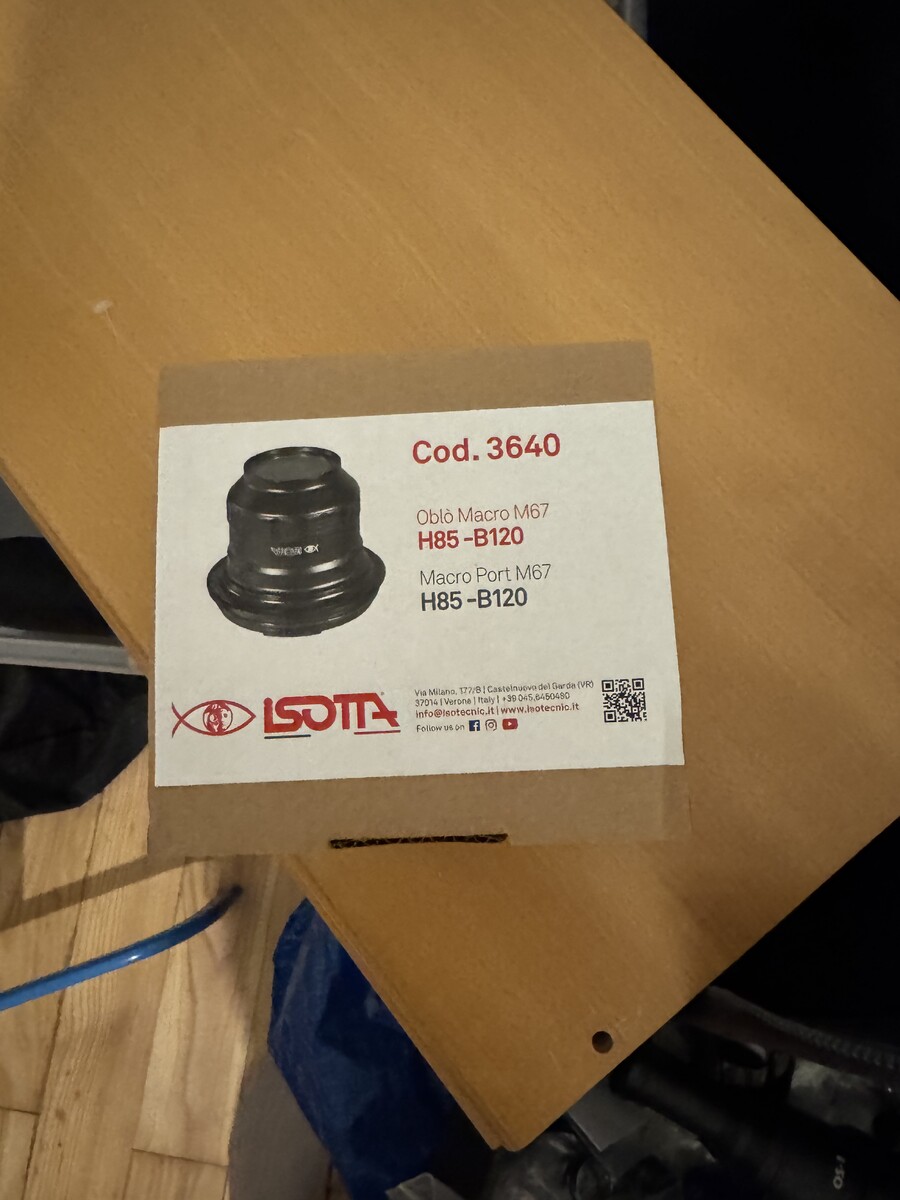 Cod. 3640
Oblò Macro M67
H85-B120
Macro Port M67
H85-B120
ISOTTA
Via Milano, 177/B | Castelnuovo del Garda (VR)
37014 | Verona | Italy | +39 045.6450480
info@isotecnic.it | www.isotecnic.it
Follow us on